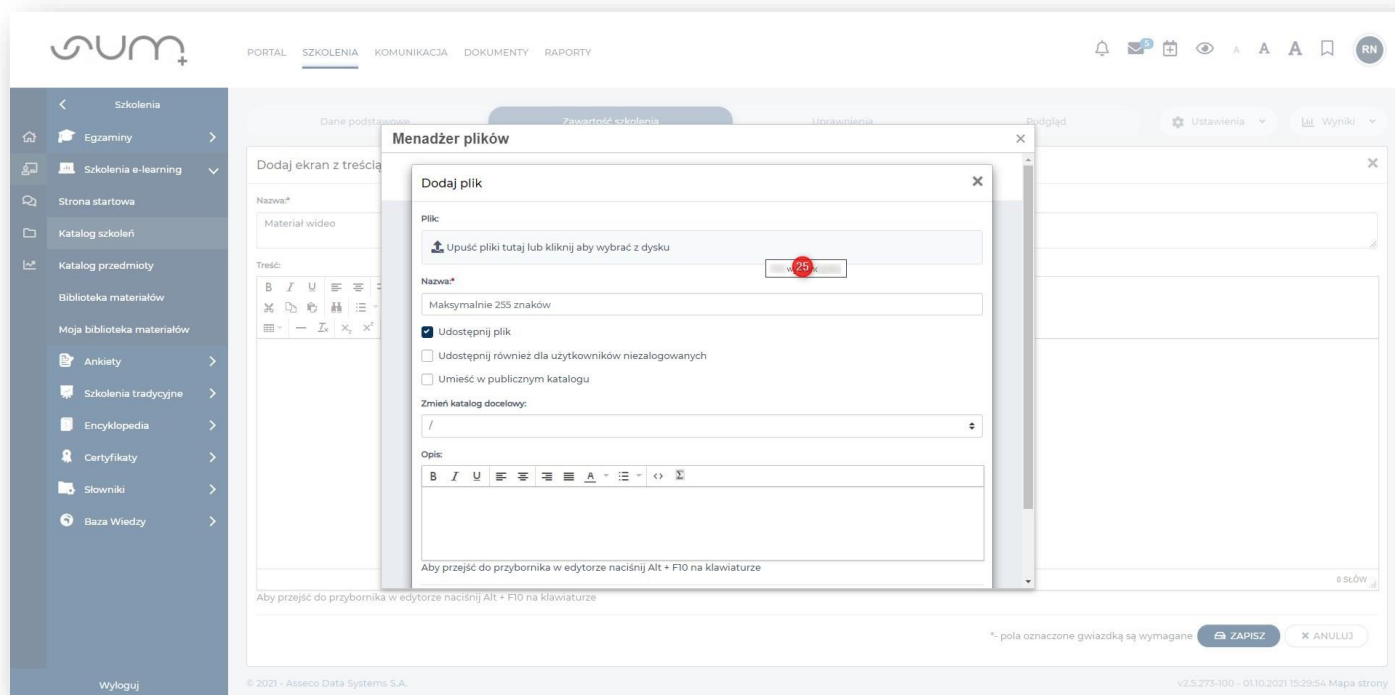 sum+
PORTAL SZKOLENIA KOMUNIKACJA DOKUMENTY RAPORTY
5 A A A RN
Szkolenia
Egzaminy
Szkolenia e-learning
Strona startowa
Katalog szkoleń
Katalog przedmioty
Biblioteka materiałów
Moja biblioteka materiałów
Ankiety
Szkolenia tradycyjne
Encyklopedia
Certyfikaty
Słowniki
Baza Wiedzy
Wyloguj
Dane podstawowe Zawartość szkolenia Uprawnienia Podgląd Ustawienia Wyniki
Dodaj ekran z treścią
Nazwa:*
Materiał wideo
Treść:
Menadżer plików
Dodaj plik
Plik:
Upuść pliki tutaj lub kliknij aby wybrać z dysku
25
Nazwa:*
Maksymalnie 255 znaków
Udostępnij plik
Udostępnij również dla użytkowników niezalogowanych
Umieść w publicznym katalogu
Zmień katalog docelowy:
/
Opis:
B I U A <> Σ
Aby przejść do przybornika w edytorze naciśnij Alt + F10 na klawiaturze
0 SŁÓW
Aby przejść do przybornika w edytorze naciśnij Alt + F10 na klawiaturze
*- pola oznaczone gwiazdką są wymagane ZAPISZ ANULUJ
© 2021 - Asseco Data Systems S.A. v2.5.273-100 - 01.10.2021 15:29:54 Mapa strony